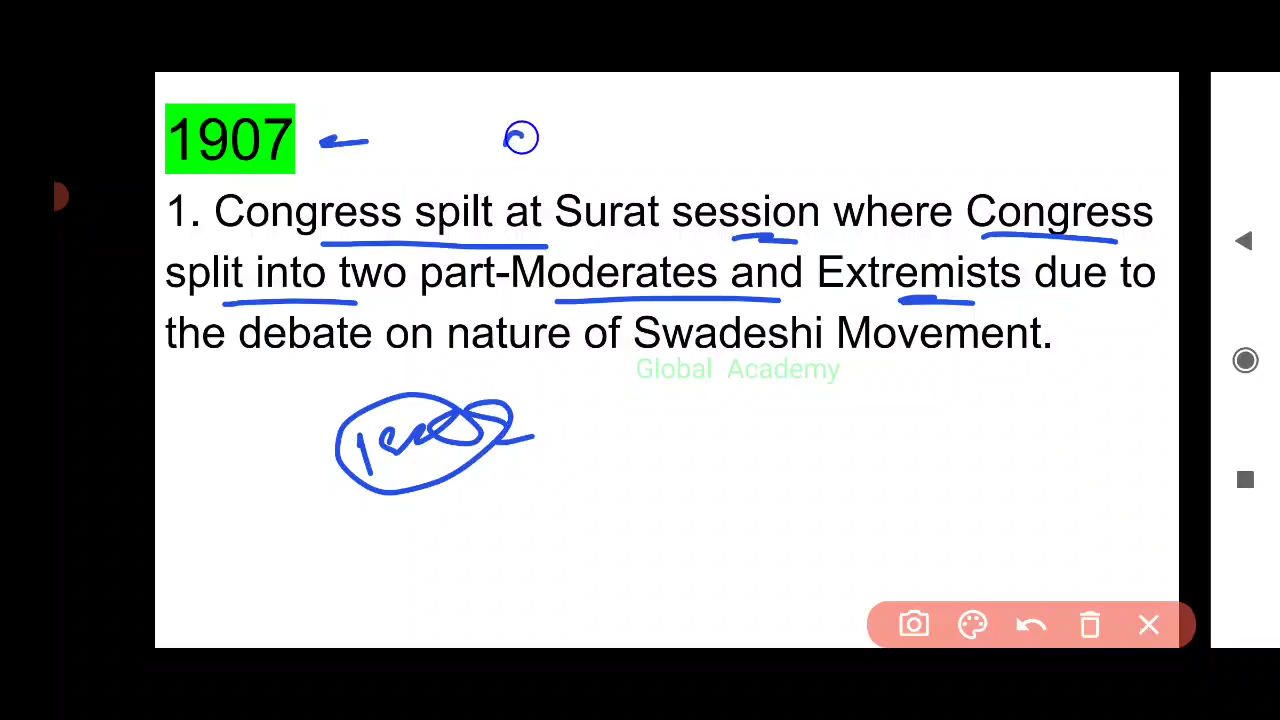 1907
1. Congress spilt at Surat session where Congress
split into two part-Moderates and Extremists due to
the debate on nature of Swadeshi Movement.
Global Academy